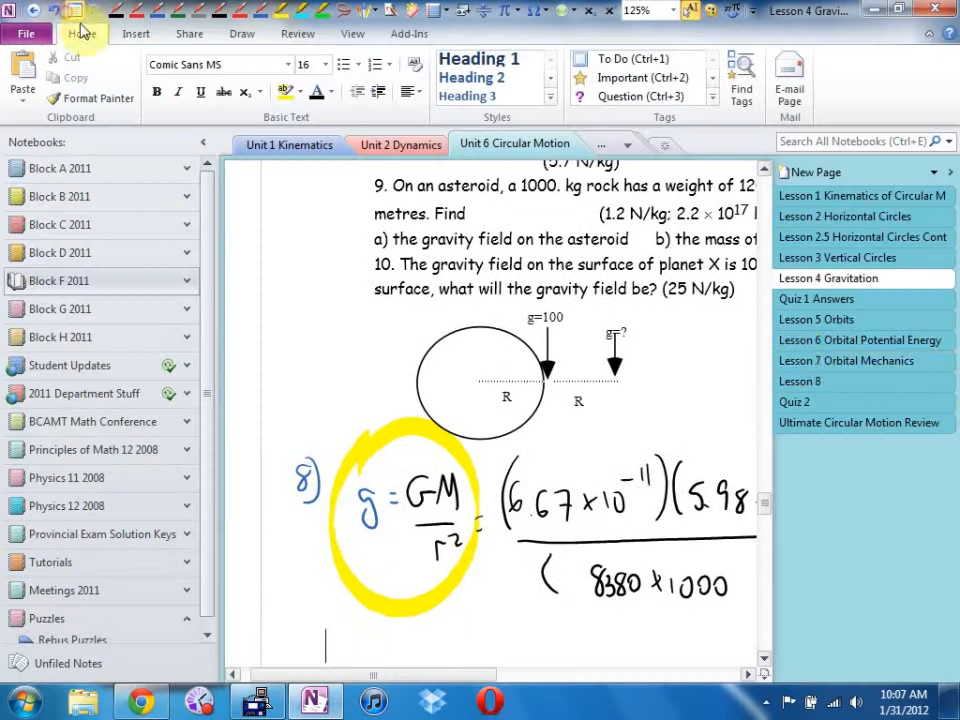 125%
Lesson 4 Gravi...
File
Home
Insert
Share
Draw
Review
View
Add-Ins
Paste
Cut
Copy
Format Painter
Clipboard
Comic Sans MS
16
B I U abc X₂ A
Basic Text
Heading 1
Heading 2
Heading 3
Styles
To Do (Ctrl+1)
Important (Ctrl+2)
Question (Ctrl+3)
Tags
Find
Tags
E-mail
Page
Mail
Notebooks:
Unit 1 Kinematics
Unit 2 Dynamics
Unit 6 Circular Motion
...
Search All Notebooks (Ctrl+E)
Block A 2011
Block B 2011
Block C 2011
Block D 2011
Block F 2011
Block G 2011
Block H 2011
Student Updates
2011 Department Stuff
BCAMT Math Conference
Principles of Math 12 2008
Physics 11 2008
Physics 12 2008
Provincial Exam Solution Keys
Tutorials
Meetings 2011
Puzzles
Rebus Puzzles
Unfiled Notes
(5.7 N/kg)
9. On an asteroid, a 1000. kg rock has a weight of 12
metres. Find (1.2 N/kg; 2.2 × 10¹⁷
a) the gravity field on the asteroid b) the mass of
10. The gravity field on the surface of planet X is 10
surface, what will the gravity field be? (25 N/kg)
g=100
g=?
R
R
8) g = GM/r² = (6.67 × 10⁻¹¹)(5.98
( 8380 × 1000
New Page
Lesson 1 Kinematics of Circular M
Lesson 2 Horizontal Circles
Lesson 2.5 Horizontal Circles Cont
Lesson 3 Vertical Circles
Lesson 4 Gravitation
Quiz 1 Answers
Lesson 5 Orbits
Lesson 6 Orbital Potential Energy
Lesson 7 Orbital Mechanics
Lesson 8
Quiz 2
Ultimate Circular Motion Review
10:07 AM
1/31/2012